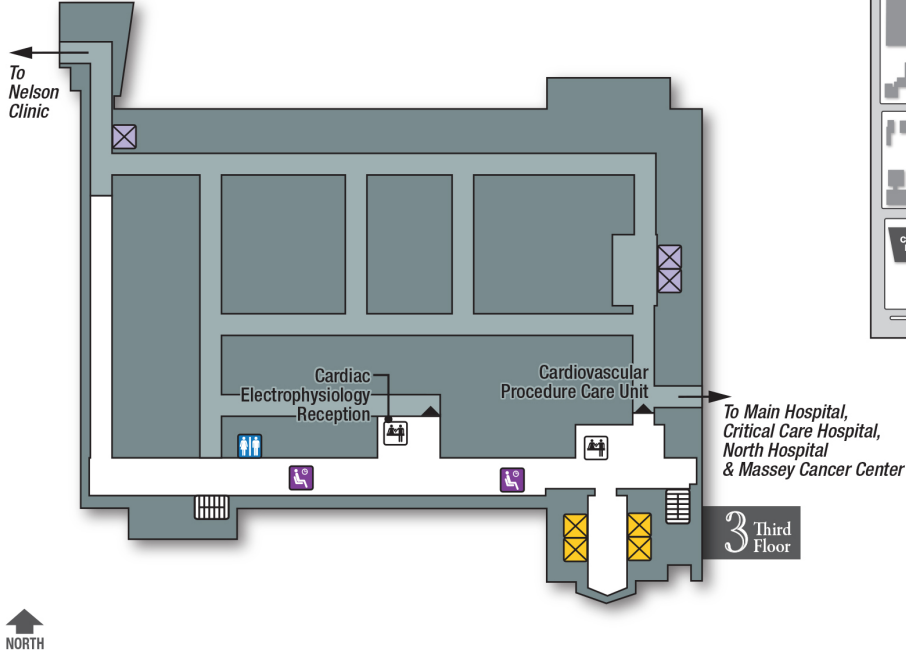 To
Nelson
Clinic
Cardiac
Electrophysiology
Reception
Cardiovascular
Procedure Care Unit
To Main Hospital,
Critical Care Hospital,
North Hospital
& Massey Cancer Center
3 Third
Floor
NORTH